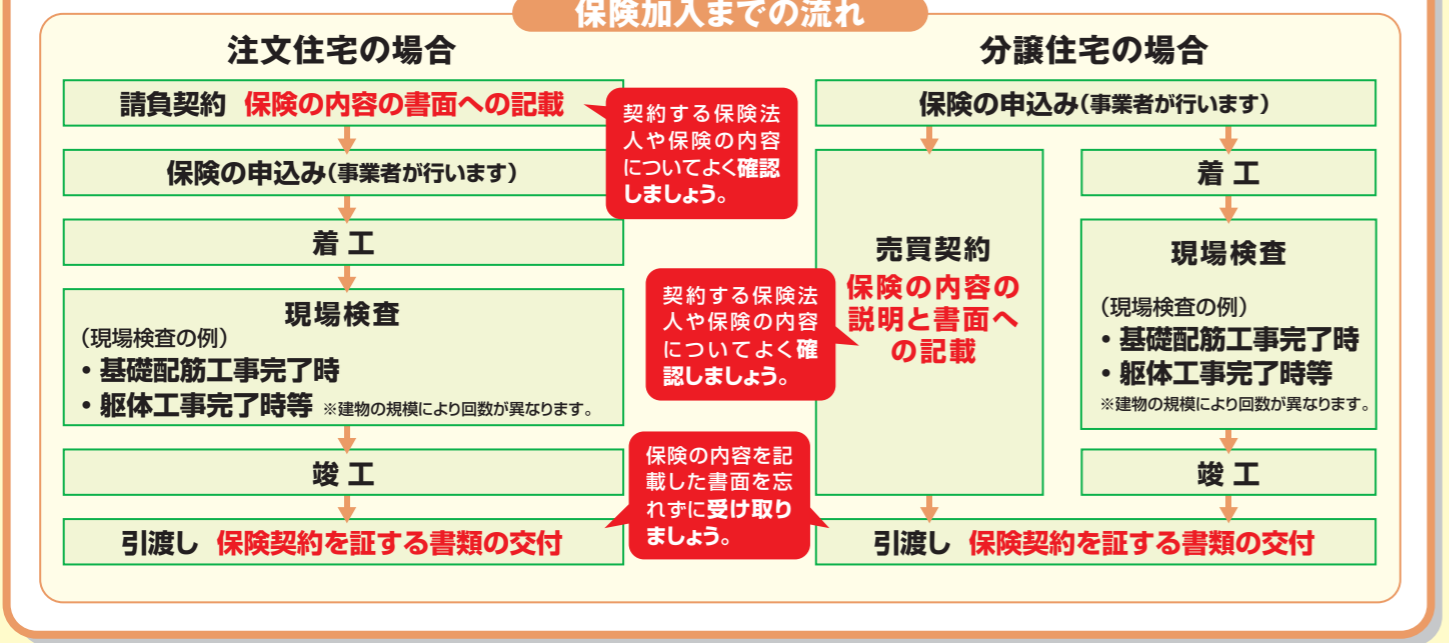 保険加入までの流れ
注文住宅の場合
請負契約 保険の内容の書面への記載
契約する保険法
人や保険の内容
についてよく確認
しましょう。
保険の申込み(事業者が行います)
着 工
現場検査
(現場検査の例)
・基礎配筋工事完了時
・躯体工事完了時等 ※建物の規模により回数が異なります。
竣 工
引渡し 保険契約を証する書類の交付
保険の内容を記
載した書面を忘
れずに受け取り
ましょう。
分譲住宅の場合
保険の申込み(事業者が行います)
売買契約
保険の内容の
説明と書面へ
の記載
契約する保険法
人や保険の内容
についてよく確
認しましょう。
着 工
現場検査
(現場検査の例)
・基礎配筋工事完了時
・躯体工事完了時等
※建物の規模により回数が異なります。
竣 工
引渡し 保険契約を証する書類の交付